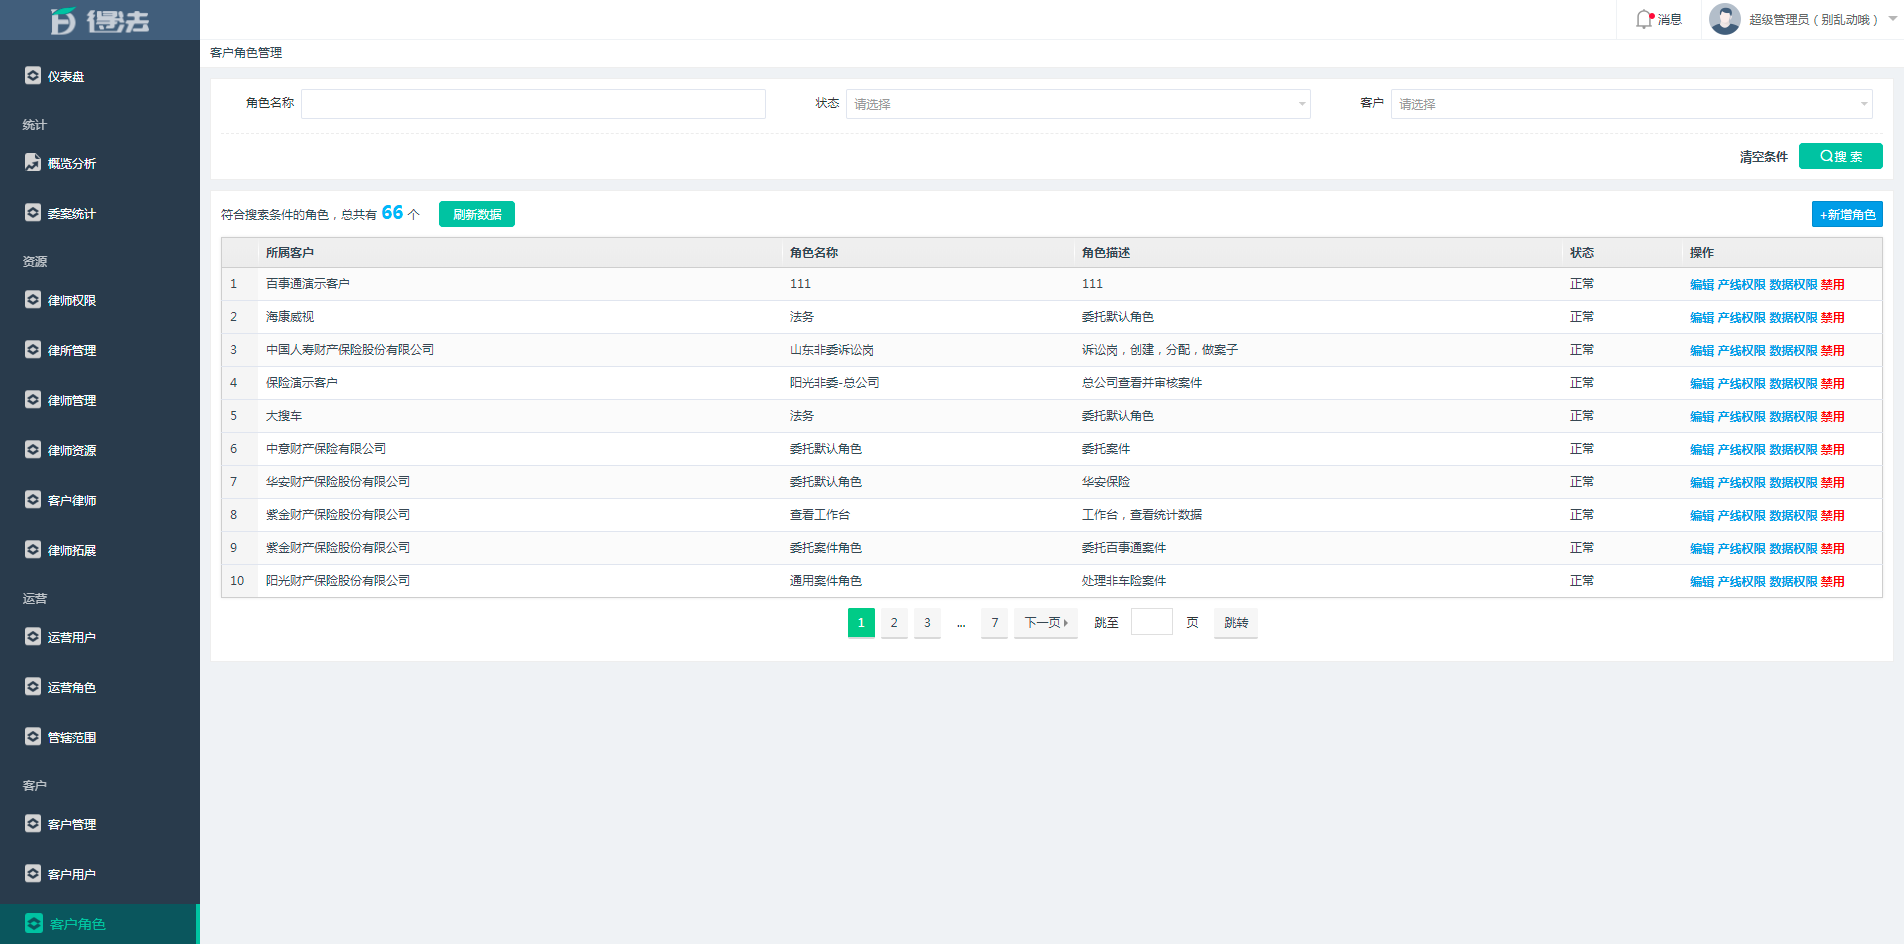 得法
消息
超级管理员（别乱动哦）
仪表盘
统计
概览分析
委案统计
资源
律师权限
律所管理
律师管理
律师资源
客户律师
律师拓展
运营
运营用户
运营角色
管辖范围
客户
客户管理
客户用户
客户角色
客户角色管理
角色名称 状态 请选择 客户 请选择
清空条件 搜 索
符合搜索条件的角色，总共有 66 个 刷新数据 +新增角色
所属客户 角色名称 角色描述 状态 操作
1 百事通演示客户 111 111 正常 编辑 产线权限 数据权限 禁用
2 海康威视 法务 委托默认角色 正常 编辑 产线权限 数据权限 禁用
3 中国人寿财产保险股份有限公司 山东非委诉讼岗 诉讼岗，创建，分配，做案子 正常 编辑 产线权限 数据权限 禁用
4 保险演示客户 阳光非委-总公司 总公司查看并审核案件 正常 编辑 产线权限 数据权限 禁用
5 大搜车 法务 委托默认角色 正常 编辑 产线权限 数据权限 禁用
6 中意财产保险有限公司 委托默认角色 委托案件 正常 编辑 产线权限 数据权限 禁用
7 华安财产保险股份有限公司 委托默认角色 华安保险 正常 编辑 产线权限 数据权限 禁用
8 紫金财产保险股份有限公司 查看工作台 工作台，查看统计数据 正常 编辑 产线权限 数据权限 禁用
9 紫金财产保险股份有限公司 委托案件角色 委托百事通案件 正常 编辑 产线权限 数据权限 禁用
10 阳光财产保险股份有限公司 通用案件角色 处理非车险案件 正常 编辑 产线权限 数据权限 禁用
1 2 3 ... 7 下一页 跳至 页 跳转